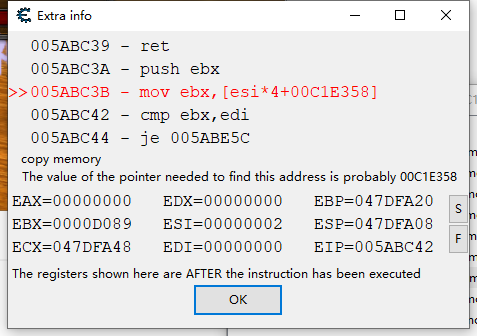 Extra info
005ABC39 - ret
005ABC3A - push ebx
>>005ABC3B - mov ebx,[esi*4+00C1E358]
005ABC42 - cmp ebx,edi
005ABC44 - je 005ABE5C
copy memory
The value of the pointer needed to find this address is probably 00C1E358
EAX=00000000 EDX=00000000 EBP=047DFA20
EBX=0000D089 ESI=00000002 ESP=047DFA08
ECX=047DFA48 EDI=00000000 EIP=005ABC42
S
F
The registers shown here are AFTER the instruction has been executed
OK